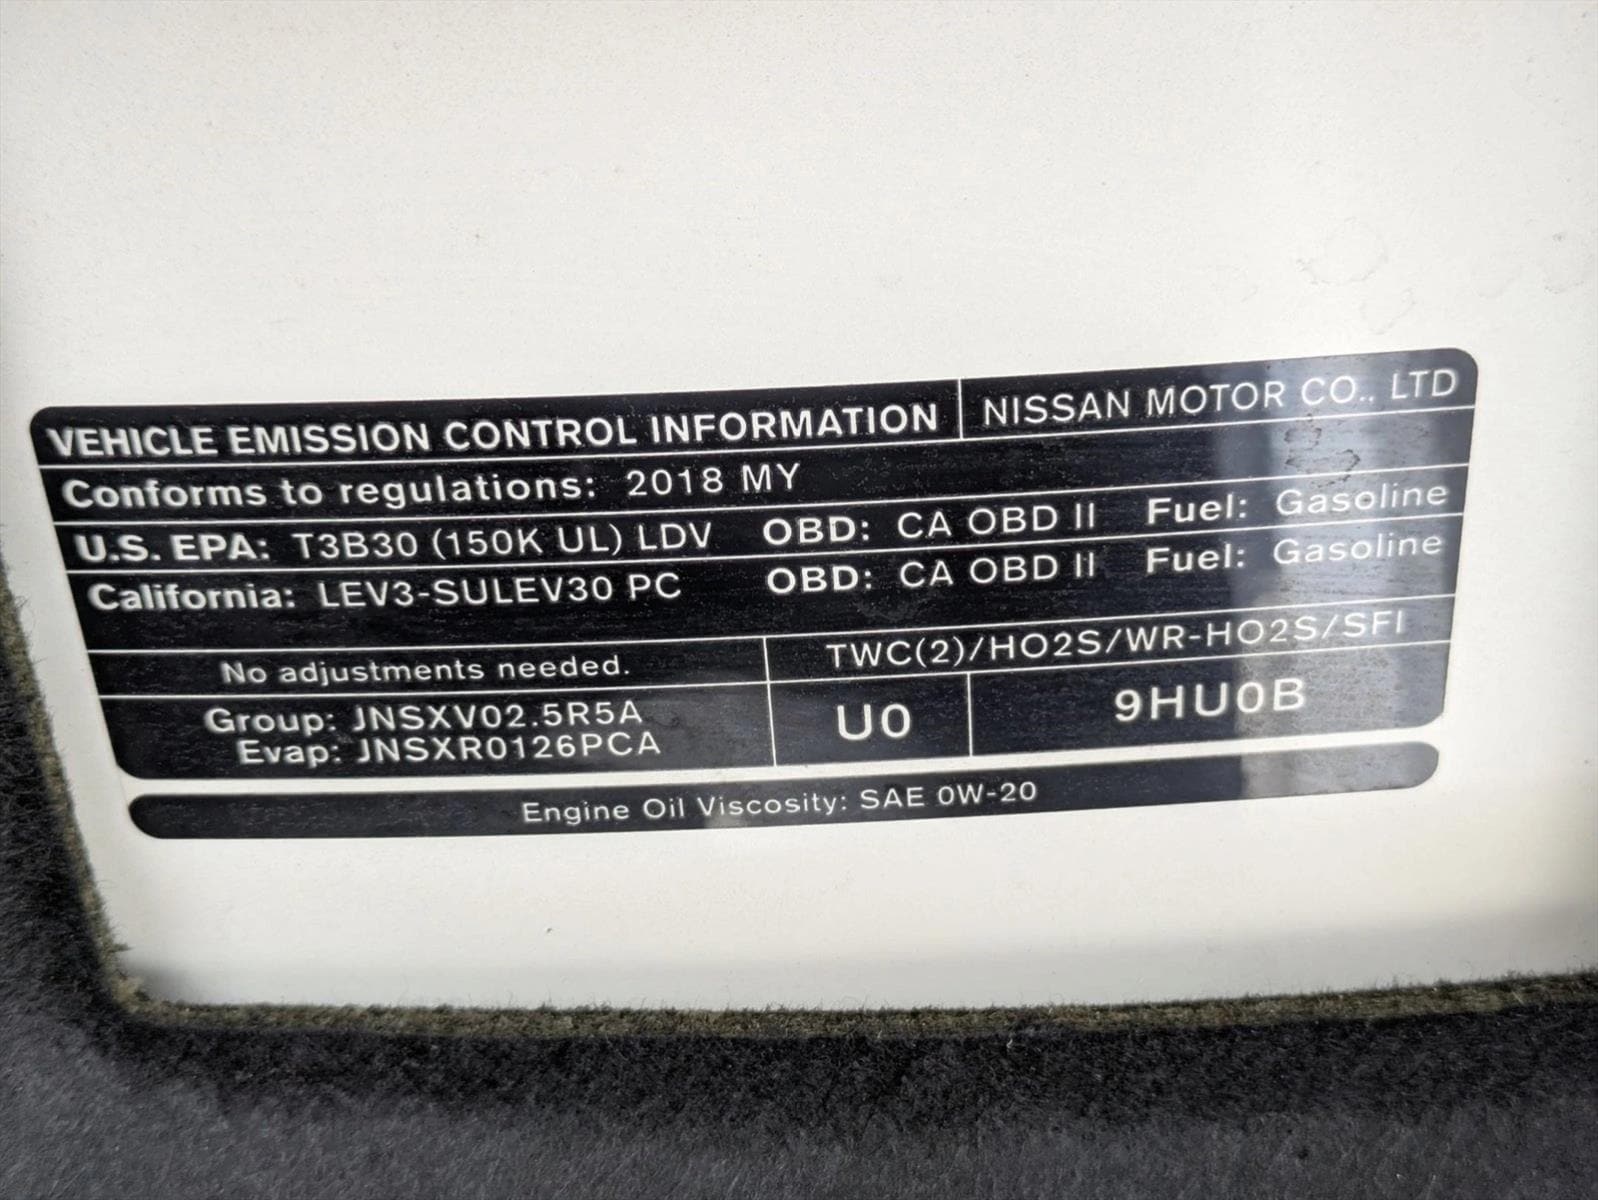 VEHICLE EMISSION CONTROL INFORMATION NISSAN MOTOR CO., LTD
Conforms to regulations: 2018 MY
U.S. EPA: T3B30 (150K UL) LDV OBD: CA OBD II Fuel: Gasoline
California: LEV3-SULEV30 PC OBD: CA OBD II Fuel: Gasoline
No adjustments needed. TWC(2)/HO2S/WR-HO2S/SFI
Group: JNSXV02.5R5A
Evap: JNSXR0126PCA
U0
9HU0B
Engine Oil Viscosity: SAE 0W-20